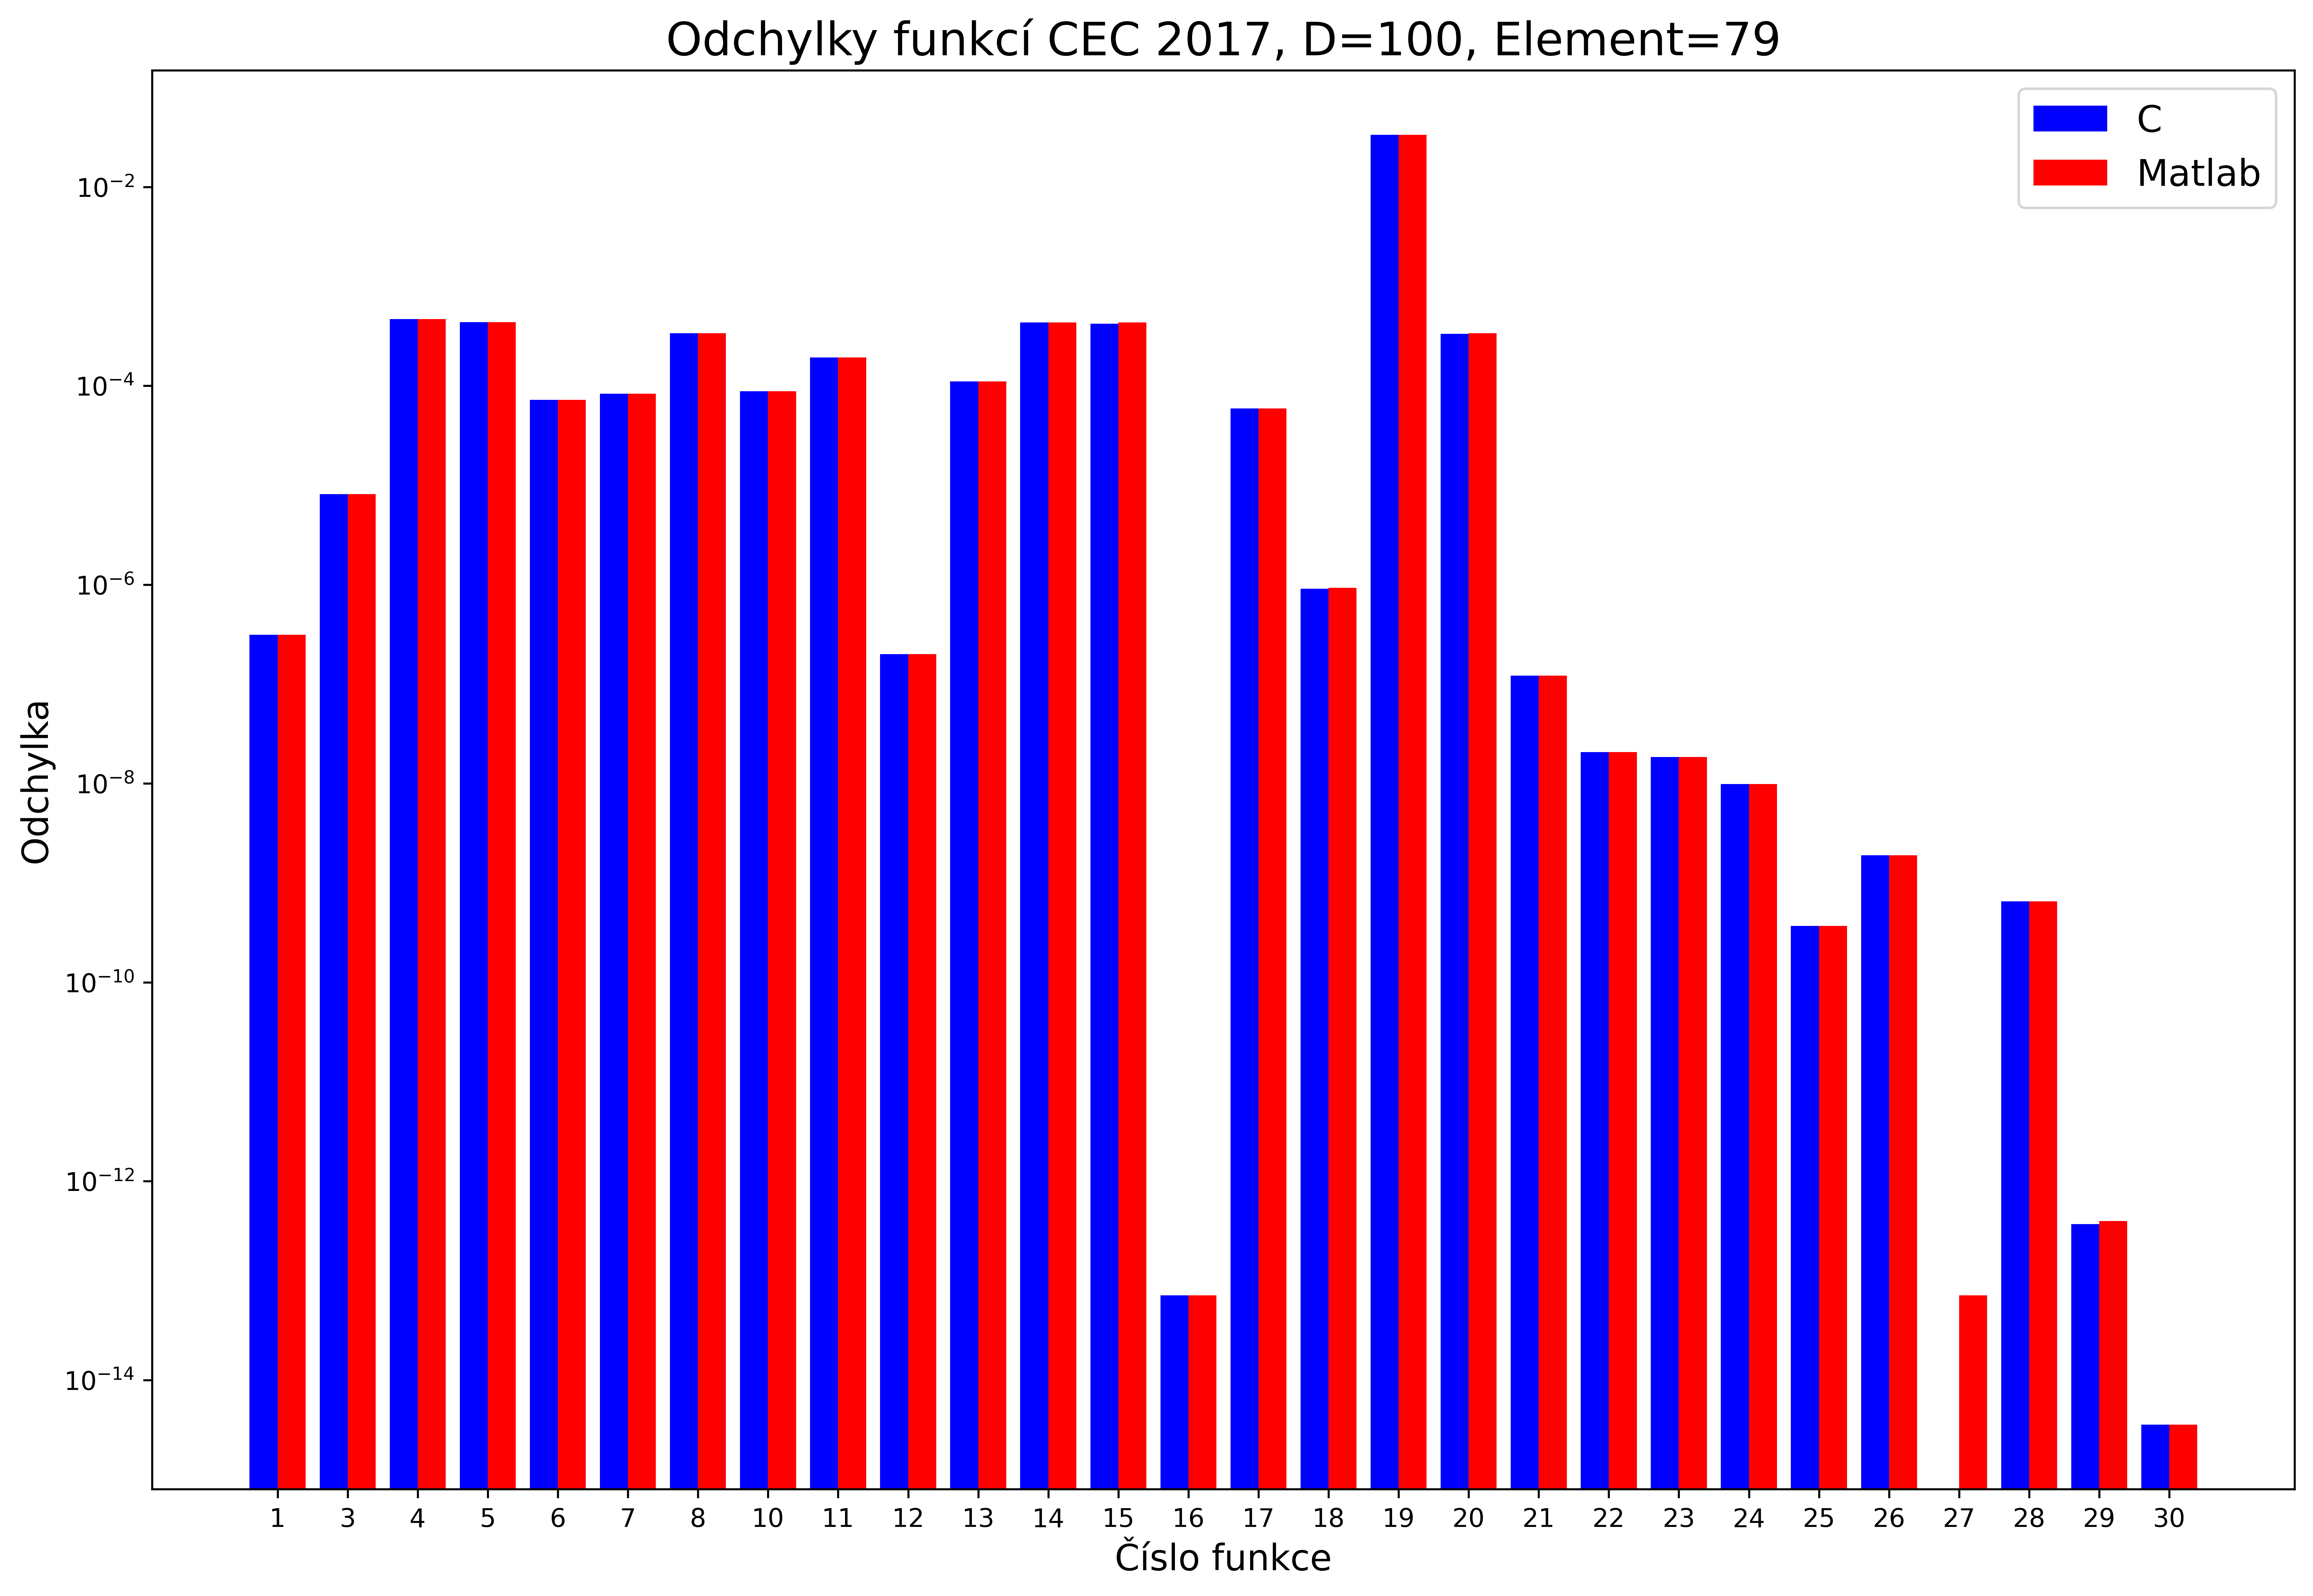 Odchylky funkcí CEC 2017, D=100, Element=79
C
Matlab
10⁻²
10⁻⁴
10⁻⁶
10⁻⁸
10⁻¹⁰
10⁻¹²
10⁻¹⁴
Odchylka
1 3 4 5 6 7 8 10 11 12 13 14 15 16 17 18 19 20 21 22 23 24 25 26 27 28 29 30
Číslo funkce